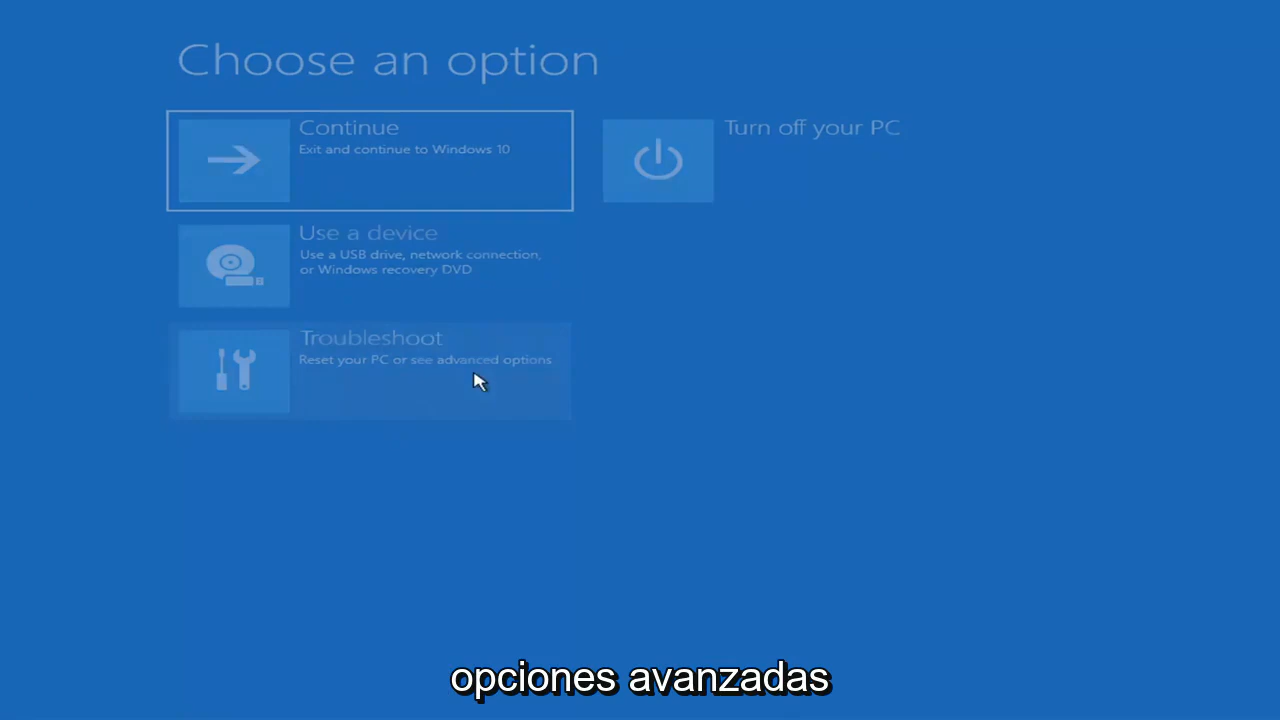 Choose an option
Continue
Exit and continue to Windows 10
Turn off your PC
Use a device
Use a USB drive, network connection,
or Windows recovery DVD
Troubleshoot
Reset your PC or see advanced options
opciones avanzadas